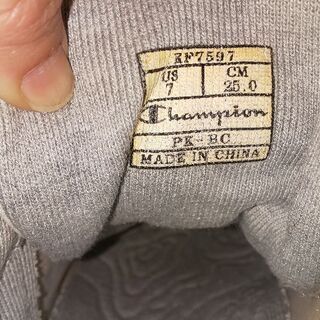 RF7597
US CM
7 25.0
Champion
PK-BC
MADE IN CHINA